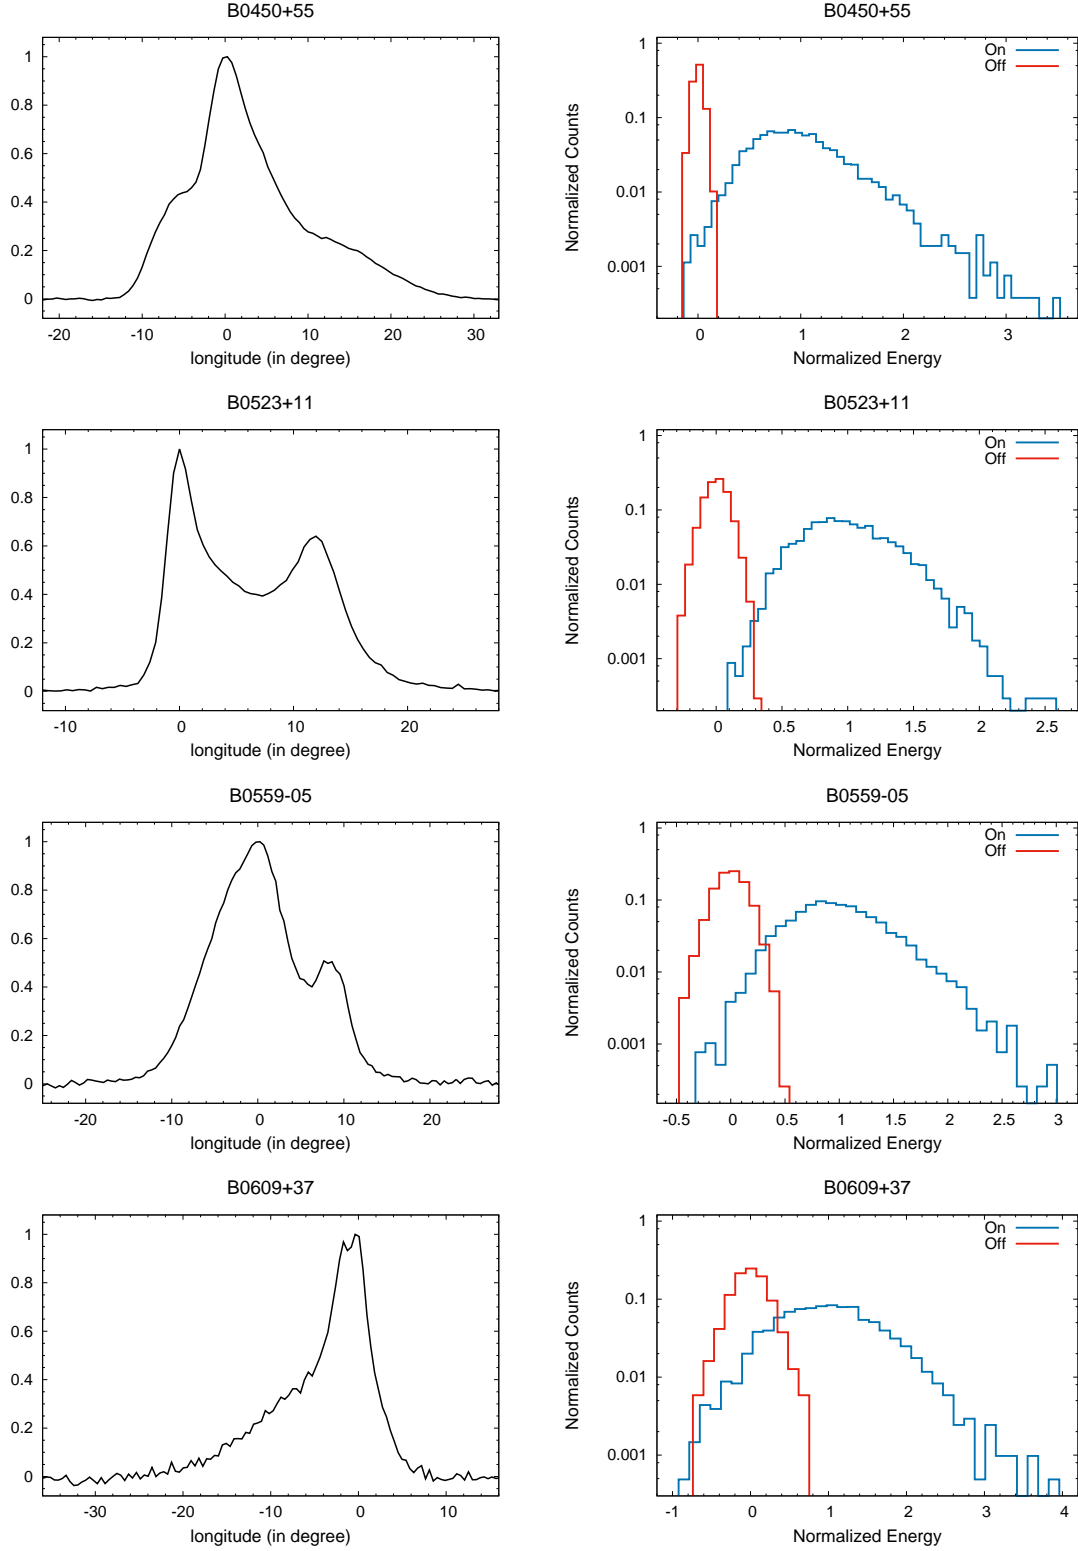 B0450+55
1
0.8
0.6
0.4
0.2
0
-20 -10 0 10 20 30
longitude (in degree)
B0450+55
On
Off
Normalized Counts
1
0.1
0.01
0.001
0 1 2 3
Normalized Energy
B0523+11
1
0.8
0.6
0.4
0.2
0
-10 0 10 20
longitude (in degree)
B0523+11
On
Off
Normalized Counts
1
0.1
0.01
0.001
0 0.5 1 1.5 2 2.5
Normalized Energy
B0559-05
1
0.8
0.6
0.4
0.2
0
-20 -10 0 10 20
longitude (in degree)
B0559-05
On
Off
Normalized Counts
1
0.1
0.01
0.001
-0.5 0 0.5 1 1.5 2 2.5 3
Normalized Energy
B0609+37
1
0.8
0.6
0.4
0.2
0
-30 -20 -10 0 10
longitude (in degree)
B0609+37
On
Off
Normalized Counts
1
0.1
0.01
0.001
-1 0 1 2 3 4
Normalized Energy